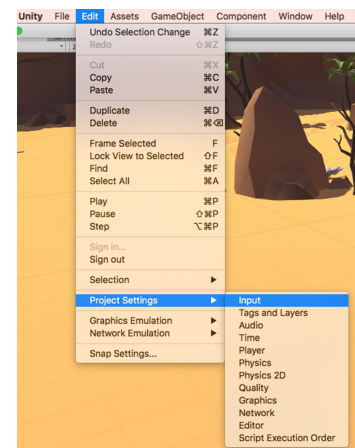 Unity File Edit Assets GameObject Component Window Help
Undo Selection Change ⌘Z
Redo ⇧⌘Z
Cut ⌘X
Copy ⌘C
Paste ⌘V
Duplicate ⌘D
Delete ⌘⌫
Frame Selected F
Lock View to Selected ⇧F
Find ⌘F
Select All ⌘A
Play ⌘P
Pause ⇧⌘P
Step ⌥⌘P
Sign in...
Sign out
Selection ▶
Project Settings ▶
Graphics Emulation ▶
Network Emulation ▶
Snap Settings...
Input
Tags and Layers
Audio
Time
Player
Physics
Physics 2D
Quality
Graphics
Network
Editor
Script Execution Order